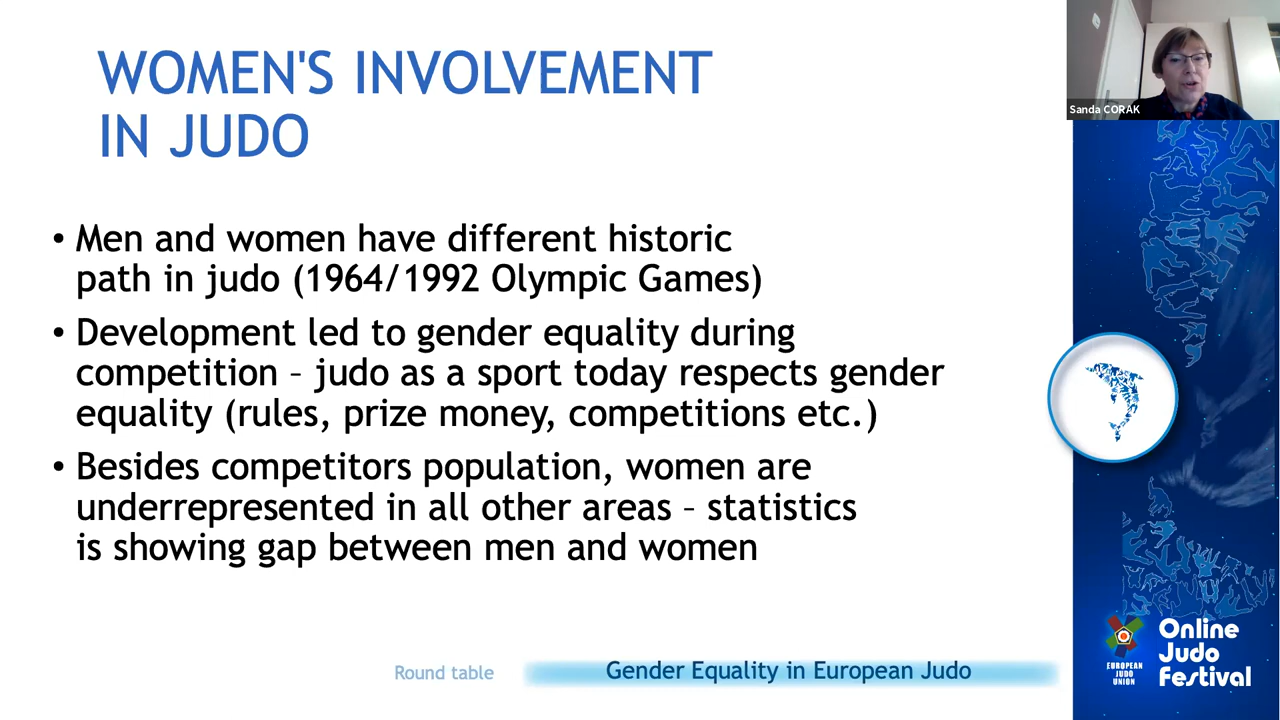 WOMEN'S INVOLVEMENT
IN JUDO
Sanda CORAK
• Men and women have different historic
path in judo (1964/1992 Olympic Games)
• Development led to gender equality during
competition – judo as a sport today respects gender
equality (rules, prize money, competitions etc.)
• Besides competitors population, women are
underrepresented in all other areas – statistics
is showing gap between men and women
Round table
Gender Equality in European Judo
EUROPEAN
JUDO
UNION
Online
Judo
Festival